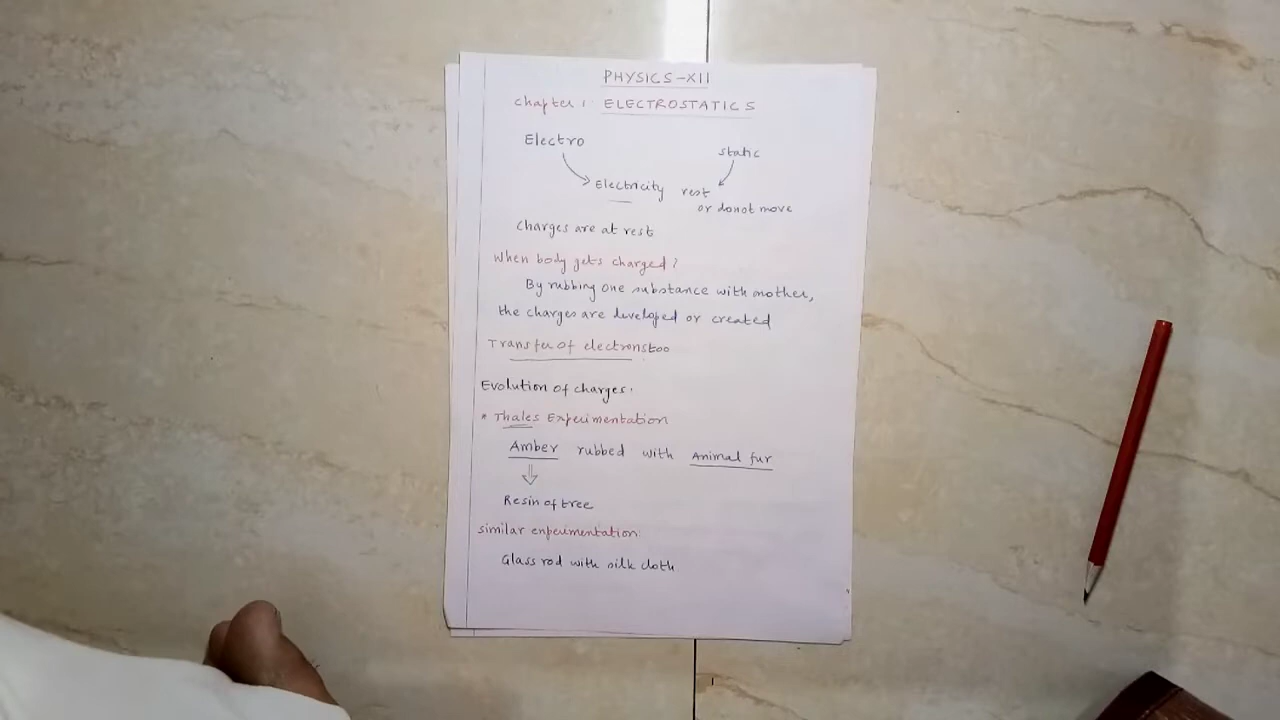 PHYSICS-XII
Chapter 1: ELECTROSTATICS
Electro static
Electricity rest
or donot move
Charges are at rest
When body gets charged?
By rubbing one substance with another,
the charges are developed or created
Transfer of electronstoo
Evolution of charges.
* Thales Experimentation
Amber rubbed with Animal fur
Resin of tree
similar experimentation:
Glass rod with silk cloth